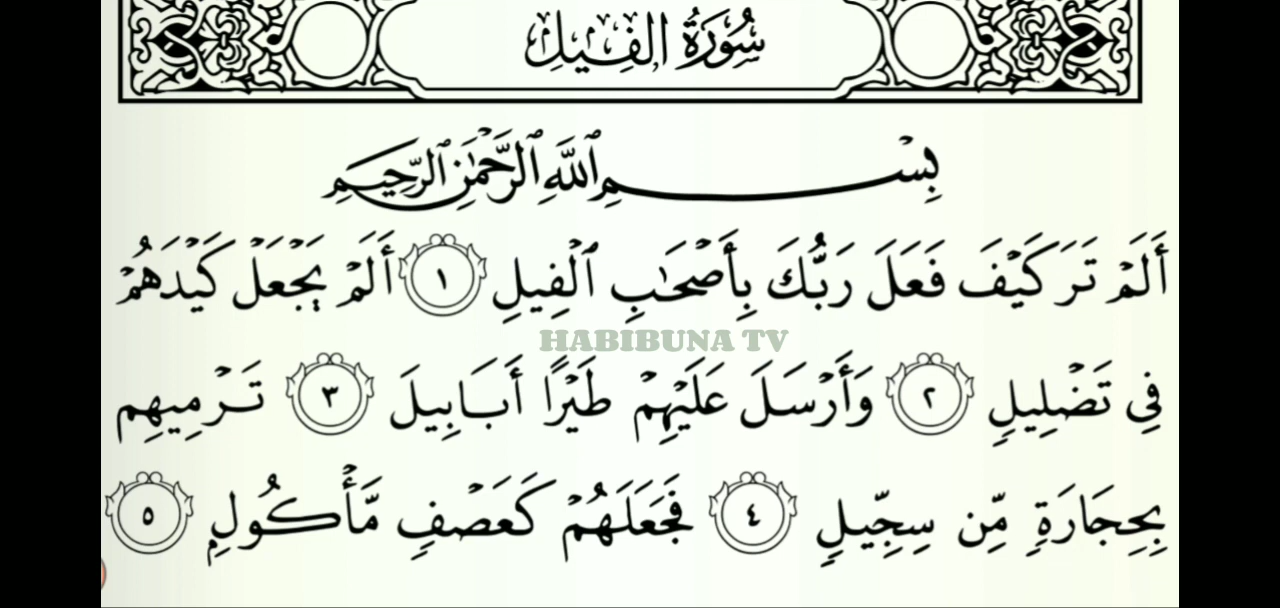 سُورَةُ الفِيلِ
بِسْمِ ٱللَّهِ ٱلرَّحْمَٰنِ ٱلرَّحِيمِ
أَلَمْ تَرَ كَيْفَ فَعَلَ رَبُّكَ بِأَصْحَٰبِ ٱلْفِيلِ ١ أَلَمْ يَجْعَلْ كَيْدَهُمْ
HABIBUNA TV
فِي تَضْلِيلٍ ٢ وَأَرْسَلَ عَلَيْهِمْ طَيْرًا أَبَابِيلَ ٣ تَرْمِيهِم
بِحِجَارَةٍ مِّن سِجِّيلٍ ٤ فَجَعَلَهُمْ كَعَصْفٍ مَّأْكُولٍ ٥